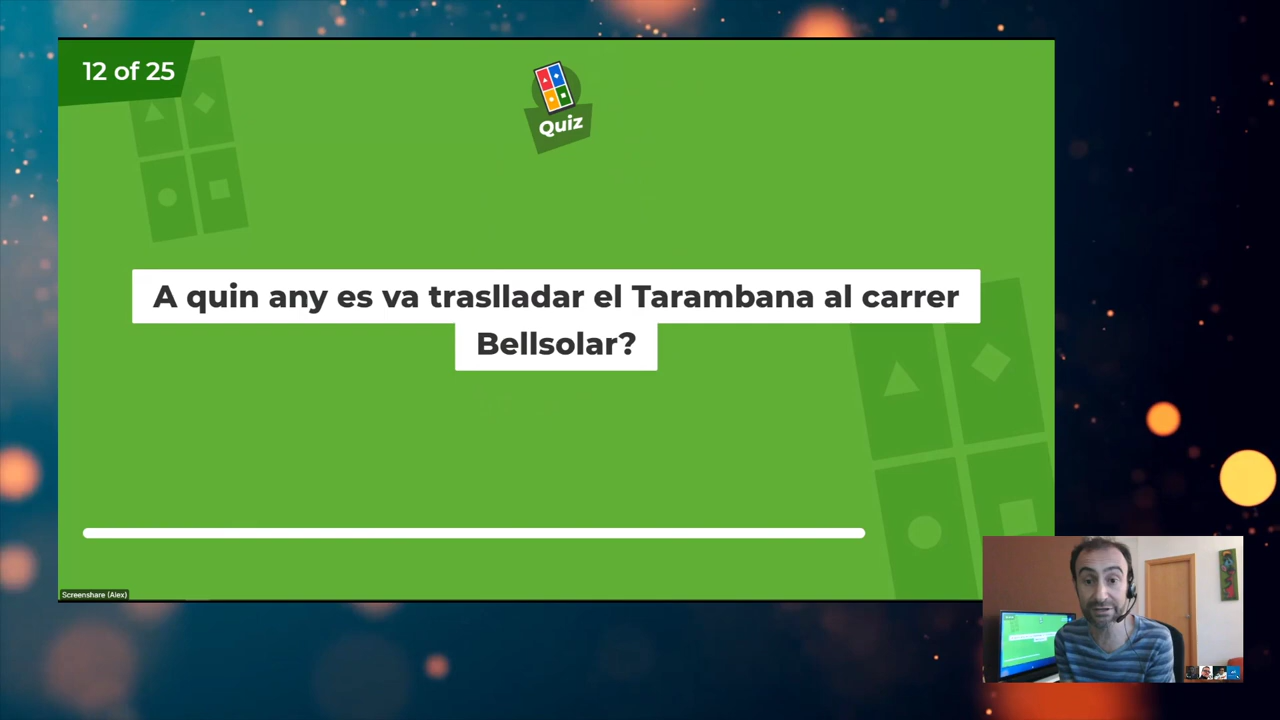 12 of 25
Quiz
A quin any es va traslladar el Tarambana al carrer
Bellsolar?
Screenshare (Alex)